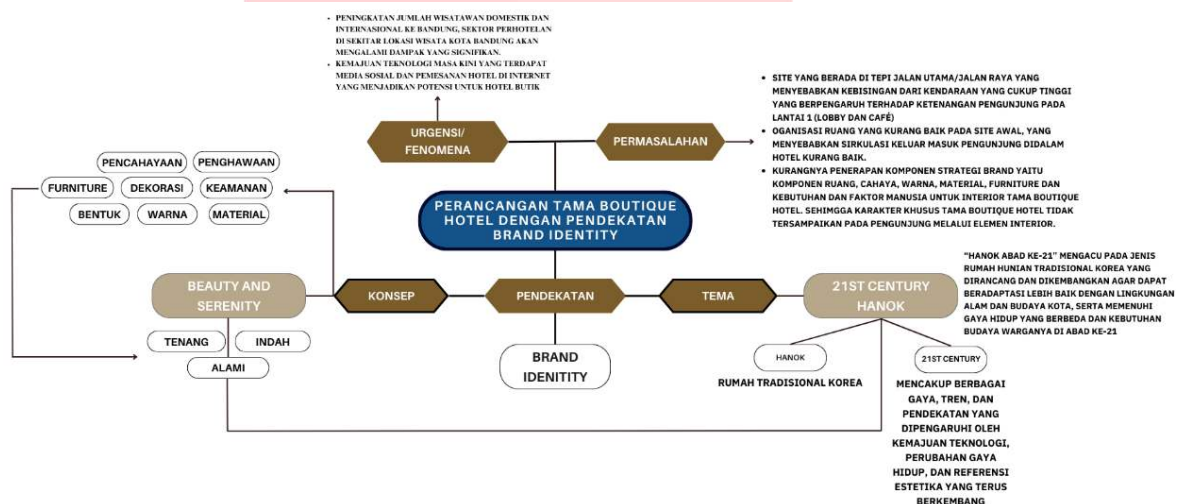 PENINGKATAN JUMLAH WISATAWAN DOMESTIK DAN
INTERNASIONAL KE BANDUNG, SEKTOR PERHOTELAN
DI SEKITAR LOKASI WISATA KOTA BANDUNG AKAN
MENGALAMI DAMPAK YANG SIGNIFIKAN.
KEMAJUAN TEKNOLOGI MASA KINI YANG TERDAPAT
MEDIA SOSIAL DAN PEMESANAN HOTEL DI INTERNET
YANG MENJADIKAN POTENSI UNTUK HOTEL BUTIK
URGENSI/
FENOMENA
PERMASALAHAN
SITE YANG BERADA DI TEPI JALAN UTAMA/JALAN RAYA YANG
MENYEBABKAN KEBISINGAN DARI KENDARAAN YANG CUKUP TINGGI
YANG BERPENGARUH TERHADAP KETENANGAN PENGUNJUNG PADA
LANTAI 1 (LOBBY DAN CAFÉ)
OGANISASI RUANG YANG KURANG BAIK PADA SITE AWAL, YANG
MENYEBABKAN SIRKULASI KELUAR MASUK PENGUNJUNG DIDALAM
HOTEL KURANG BAIK.
KURANGNYA PENERAPAN KOMPONEN STRATEGI BRAND YAITU
KOMPONEN RUANG, CAHAYA, WARNA, MATERIAL, FURNITURE DAN
KEBUTUHAN DAN FAKTOR MANUSIA UNTUK INTERIOR TAMA BOUTIQUE
HOTEL. SEHIMGGA KARAKTER KHUSUS TAMA BOUTIQUE HOTEL TIDAK
TERSAMPAIKAN PADA PENGUNJUNG MELALUI ELEMEN INTERIOR.
PENCAHAYAAN
PENGHAWAAN
FURNITURE
DEKORASI
KEAMANAN
BENTUK
WARNA
MATERIAL
PERANCANGAN TAMA BOUTIQUE
HOTEL DENGAN PENDEKATAN
BRAND IDENTITY
BEAUTY AND
SERENITY
KONSEP
PENDEKATAN
TEMA
21ST CENTURY
HANOK
"HANOK ABAD KE-21" MENGACU PADA JENIS
RUMAH HUNIAN TRADISIONAL KOREA YANG
DIRANCANG DAN DIKEMBANGKAN AGAR DAPAT
BERADAPTASI LEBIH BAIK DENGAN LINGKUNGAN
ALAM DAN BUDAYA KOTA, SERTA MEMENUHI
GAYA HIDUP YANG BERBEDA DAN KEBUTUHAN
BUDAYA WARGANYA DI ABAD KE-21
TENANG
INDAH
ALAMI
BRAND
IDENITITY
HANOK
RUMAH TRADISIONAL KOREA
21ST CENTURY
MENCAKUP BERBAGAI
GAYA, TREN, DAN
PENDEKATAN YANG
DIPENGARUHI OLEH
KEMAJUAN TEKNOLOGI,
PERUBAHAN GAYA
HIDUP, DAN REFERENSI
ESTETIKA YANG TERUS
BERKEMBANG